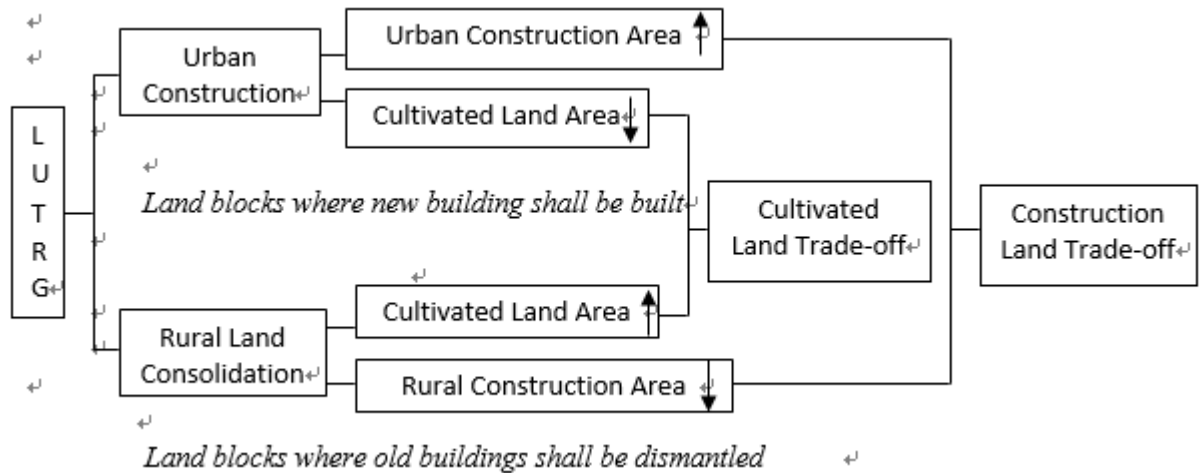 Urban Construction Area
Urban
Construction
Cultivated Land Area
L
U
T
R
G
Land blocks where new building shall be built
Cultivated
Land Trade-off
Construction
Land Trade-off
Cultivated Land Area
Rural Land
Consolidation
Rural Construction Area
Land blocks where old buildings shall be dismantled